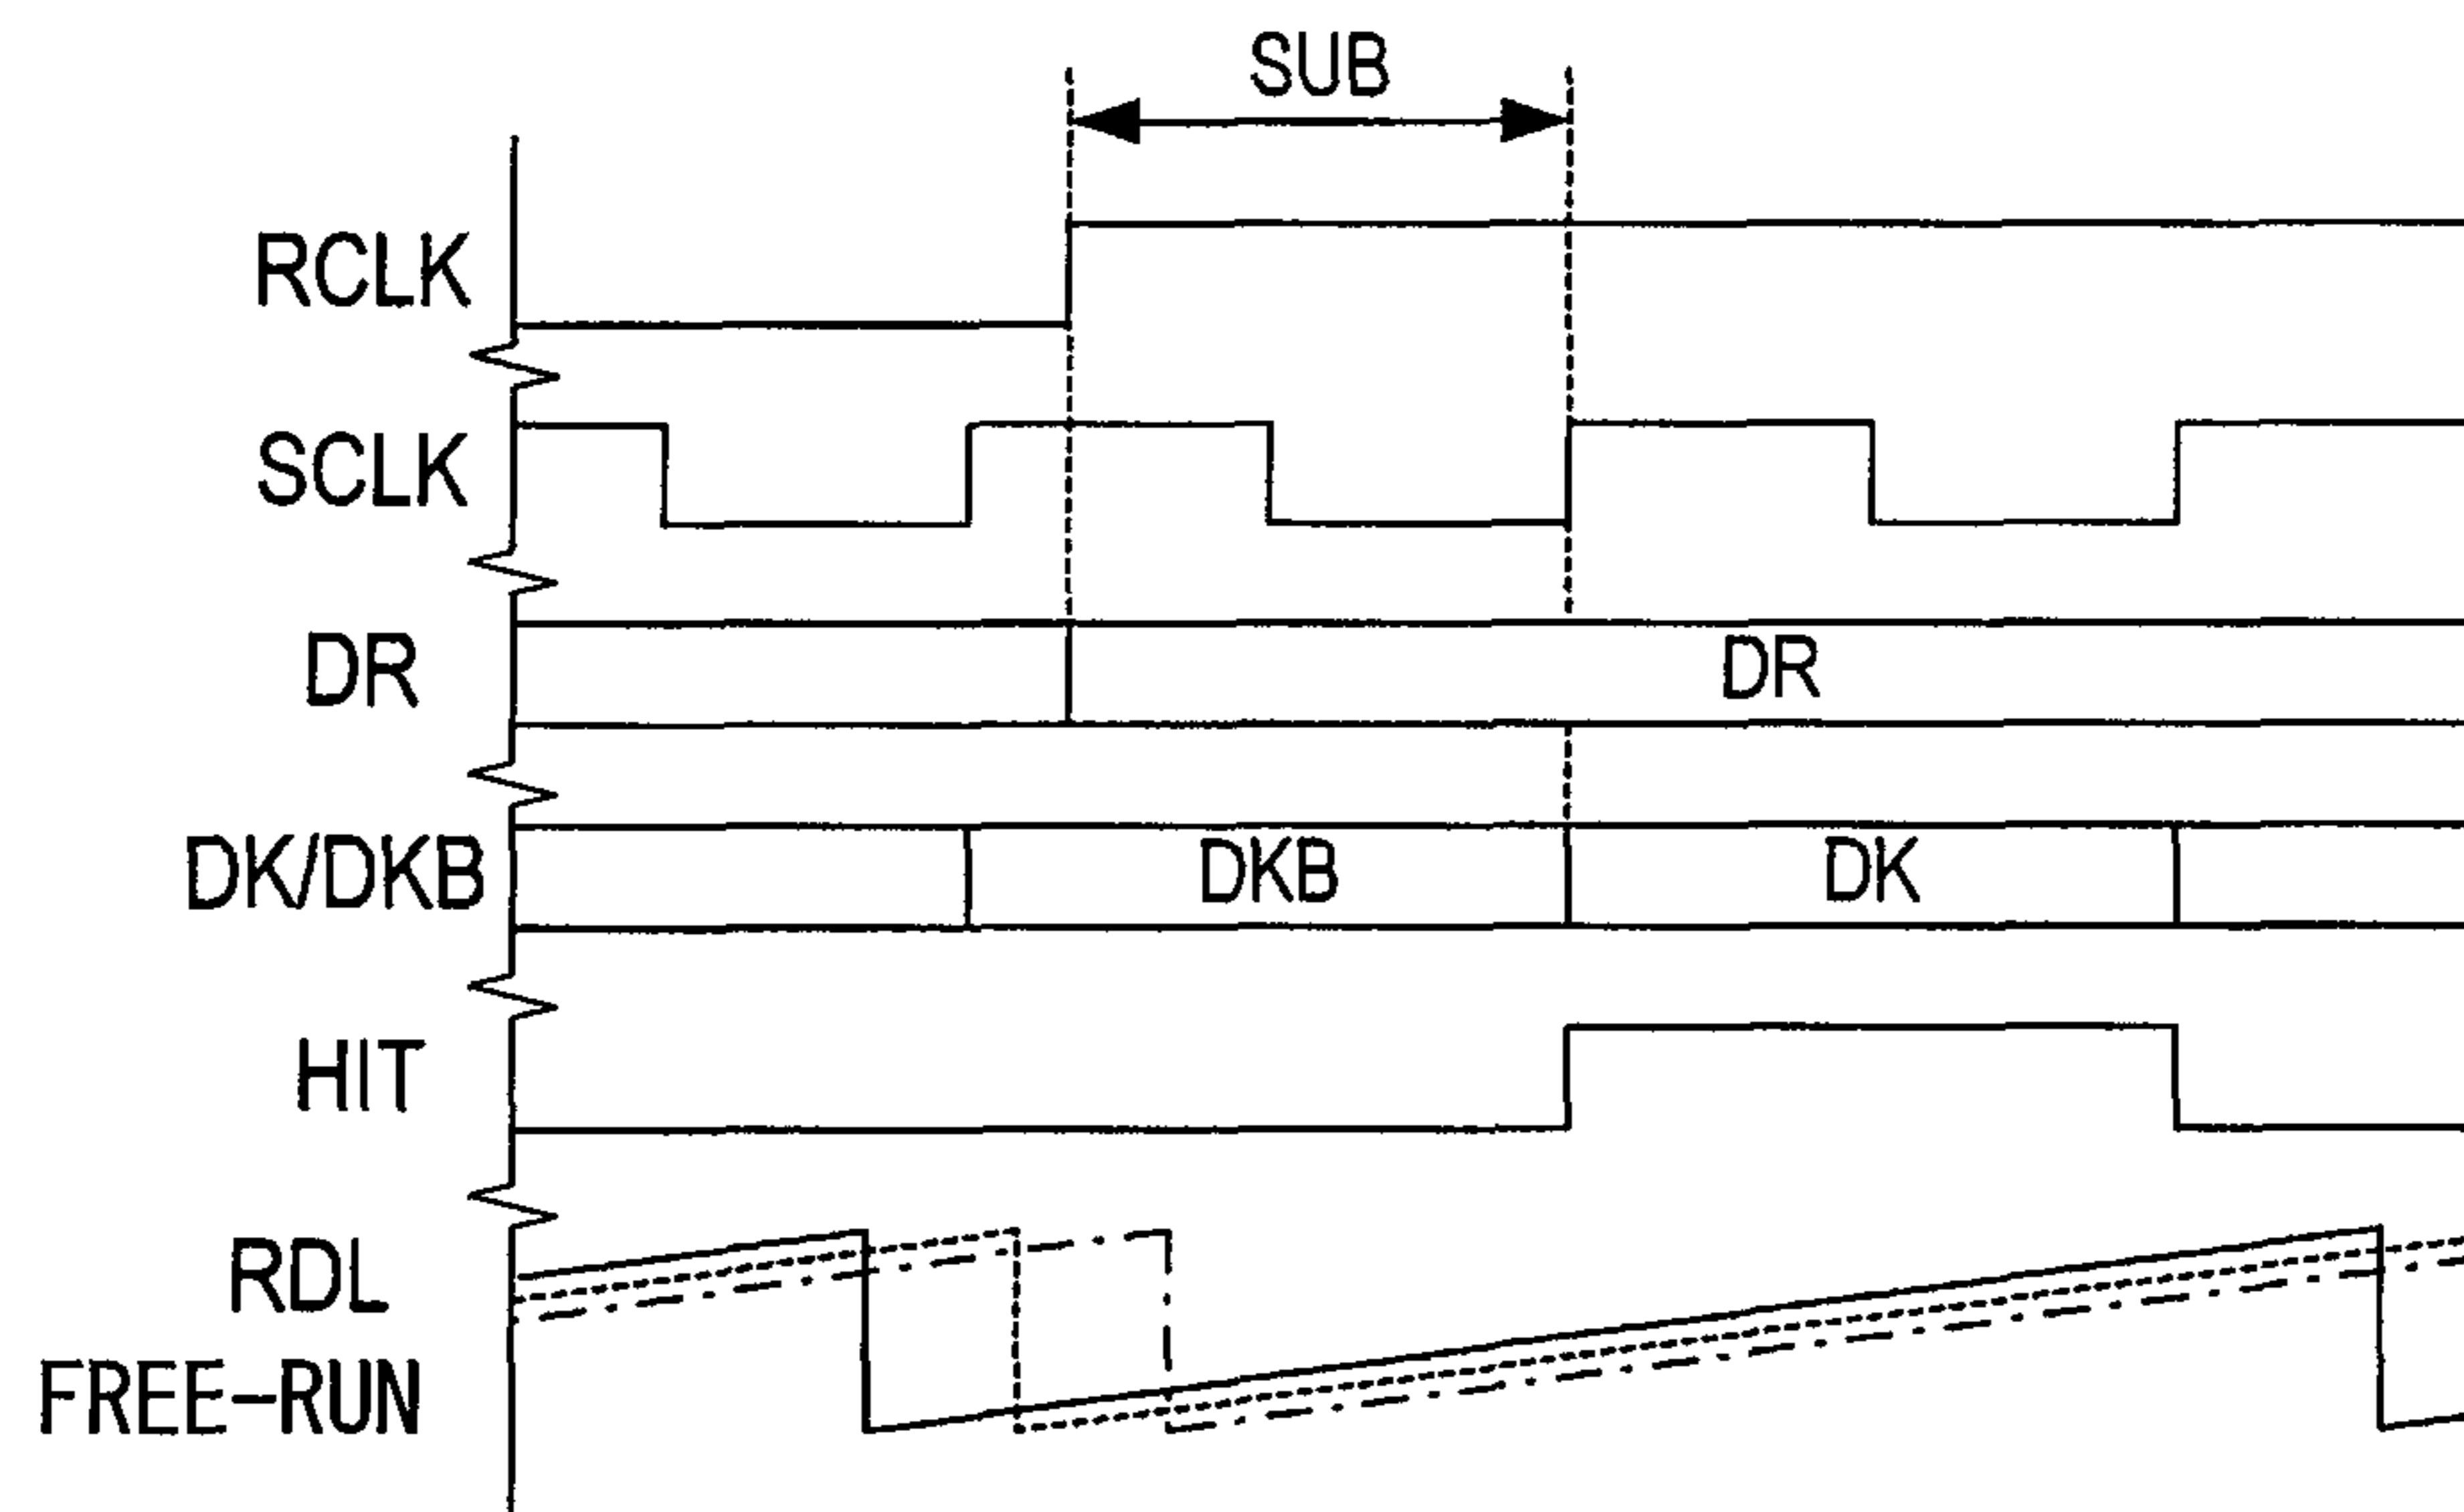 SUB
RCLK
SCLK
DR
DR
DK/DKB
DKB
DK
HIT
RDL
FREE-RUN